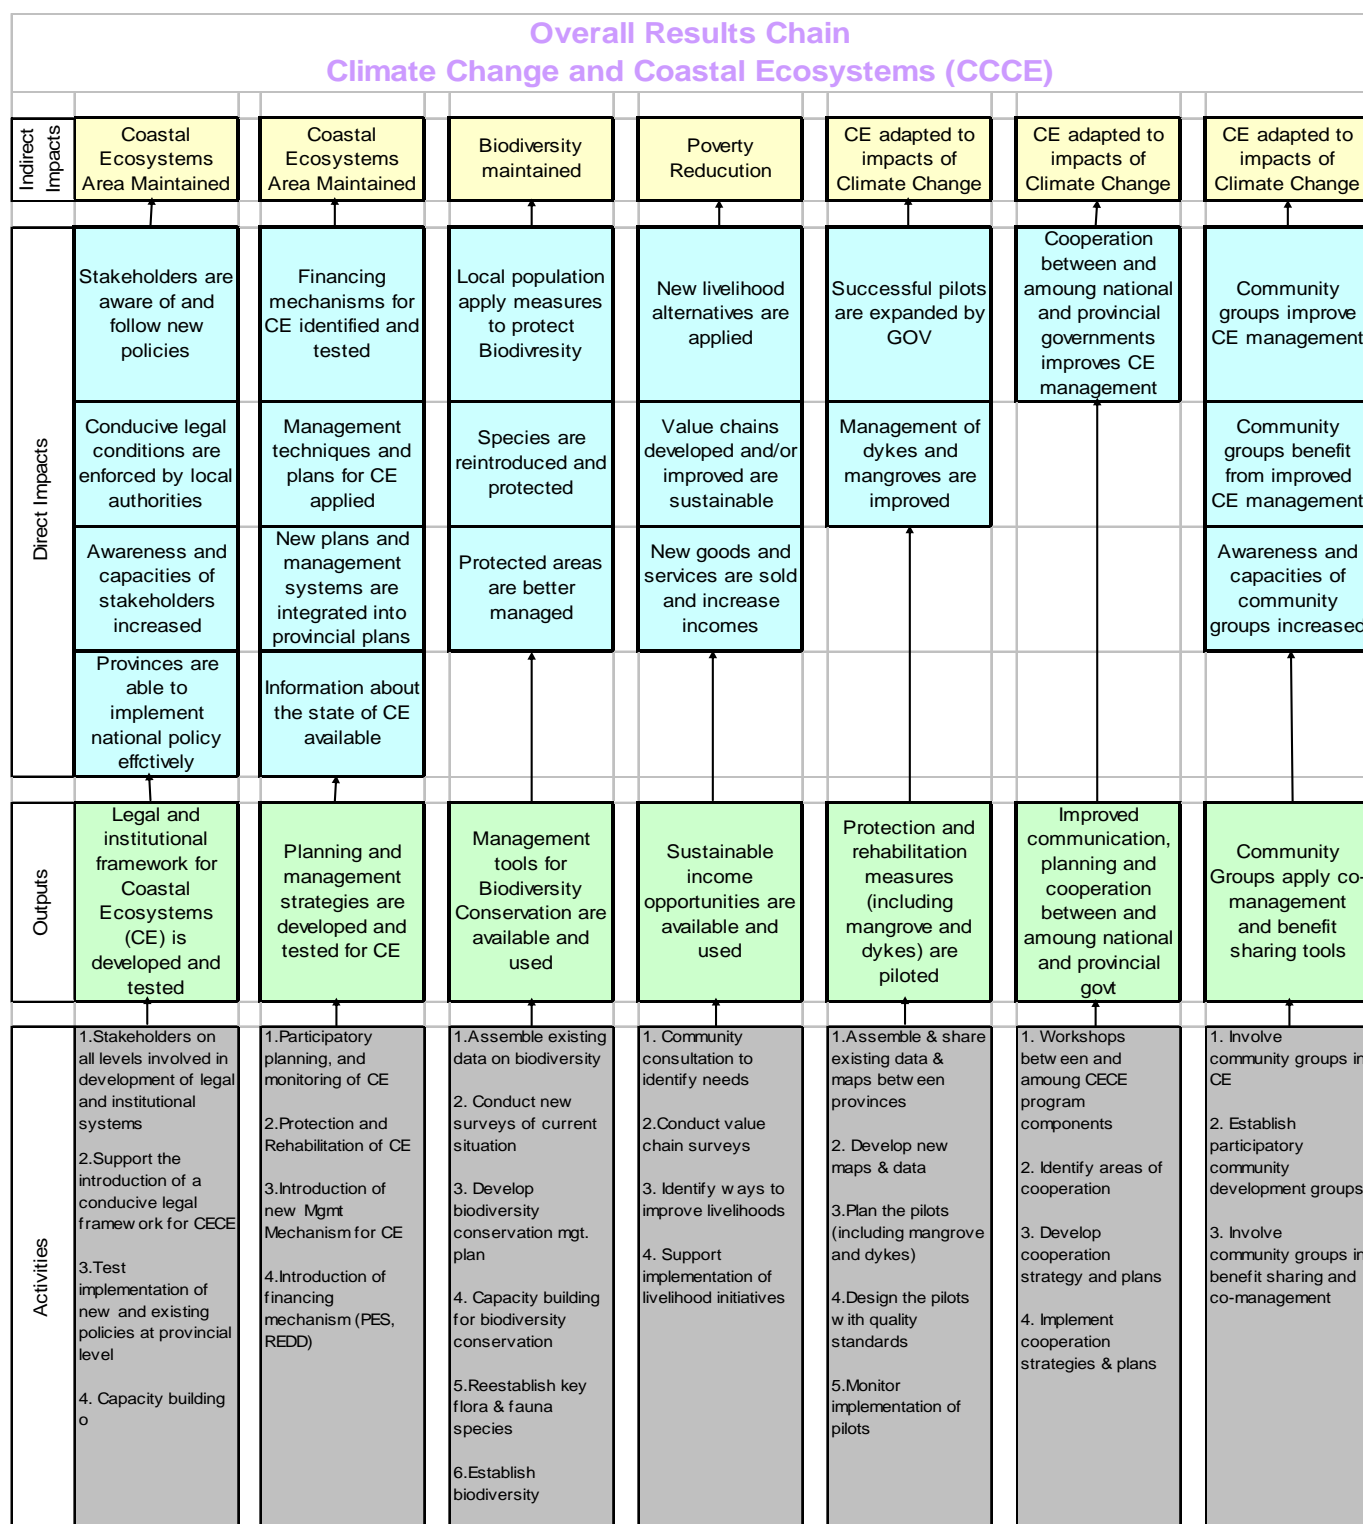 Overall Results Chain
Climate Change and Coastal Ecosystems (CCCE)
Indirect
Impacts
Coastal
Ecosystems
Area Maintained
Coastal
Ecosystems
Area Maintained
Biodiversity
maintained
Poverty
Reducution
CE adapted to
impacts of
Climate Change
CE adapted to
impacts of
Climate Change
CE adapted to
impacts of
Climate Change
Direct Impacts
Stakeholders are
aware of and
follow new
policies
Financing
mechanisms for
CE identified and
tested
Local population
apply measures
to protect
Biodivresity
New livelihood
alternatives are
applied
Successful pilots
are expanded by
GOV
Cooperation
between and
amoung national
and provincial
governments
improves CE
management
Community
groups improve
CE management
Conducive legal
conditions are
enforced by local
authorities
Management
techniques and
plans for CE
applied
Species are
reintroduced and
protected
Value chains
developed and/or
improved are
sustainable
Management of
dykes and
mangroves are
improved
Community
groups benefit
from improved
CE management
Awareness and
capacities of
stakeholders
increased
New plans and
management
systems are
integrated into
provincial plans
Protected areas
are better
managed
New goods and
services are sold
and increase
incomes
Awareness and
capacities of
community
groups increased
Provinces are
able to
implement
national policy
effctively
Information about
the state of CE
available
Outputs
Legal and
institutional
framework for
Coastal
Ecosystems
(CE) is
developed and
tested
Planning and
management
strategies are
developed and
tested for CE
Management
tools for
Biodiversity
Conservation are
available and
used
Sustainable
income
opportunities are
available and
used
Protection and
rehabilitation
measures
(including
mangrove and
dykes) are
piloted
Improved
communication,
planning and
cooperation
between and
amoung national
and provincial
govt
Community
Groups apply co-
management
and benefit
sharing tools
Activities
1.Stakeholders on
all levels involved in
development of legal
and institutional
systems
2.Support the
introduction of a
conducive legal
framework for CECE
3.Test
implementation of
new and existing
policies at provincial
level
4. Capacity building
o
1.Participatory
planning, and
monitoring of CE
2.Protection and
Rehabilitation of CE
3.Introduction of
new Mgmt
Mechanism for CE
4.Introduction of
financing
mechanism (PES,
REDD)
1.Assemble existing
data on biodiversity
2. Conduct new
surveys of current
situation
3. Develop
biodiversity
conservation mgt.
plan
4. Capacity building
for biodiversity
conservation
5.Reestablish key
flora & fauna
species
6.Establish
biodiversity
1. Community
consultation to
identify needs
2.Conduct value
chain surveys
3. Identify ways to
improve livelihoods
4. Support
implementation of
livelihood initiatives
1.Assemble & share
existing data &
maps between
provinces
2. Develop new
maps & data
3.Plan the pilots
(including mangrove
and dykes)
4.Design the pilots
with quality
standards
5.Monitor
implementation of
pilots
1. Workshops
between and
amoung CECE
program
components
2. Identify areas of
cooperation
3. Develop
cooperation
strategy and plans
4. Implement
cooperation
strategies & plans
1. Involve
community groups in
CE
2. Establish
participatory
community
development groups
3. Involve
community groups in
benefit sharing and
co-management